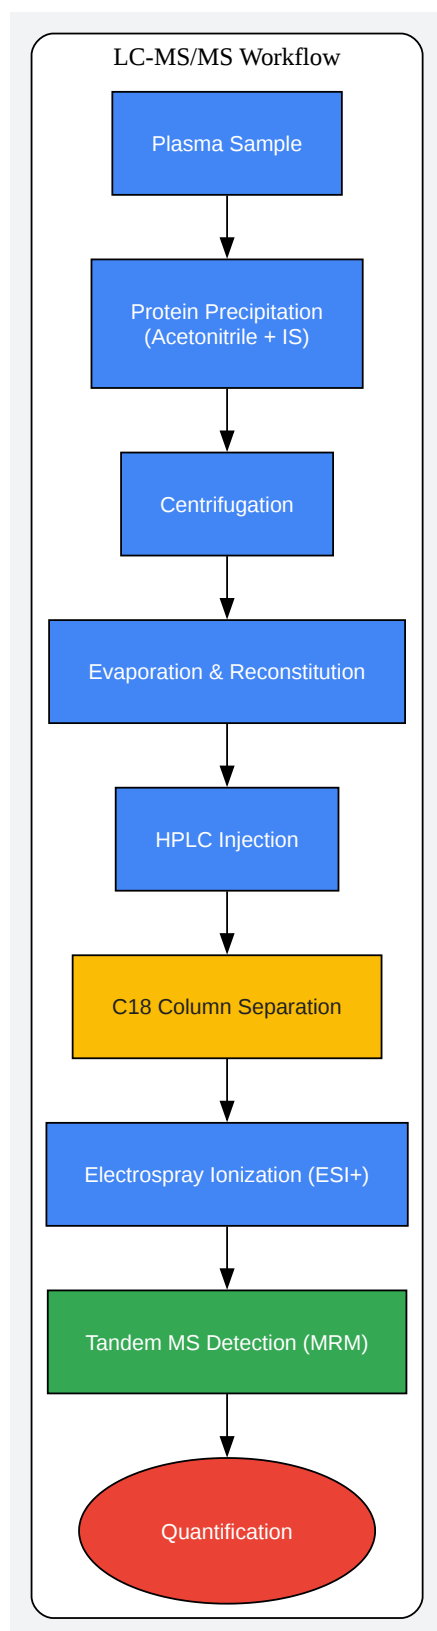 LC-MS/MS Workflow
Plasma Sample
Protein Precipitation
(Acetonitrile + IS)
Centrifugation
Evaporation & Reconstitution
HPLC Injection
C18 Column Separation
Electrospray Ionization (ESI+)
Tandem MS Detection (MRM)
Quantification